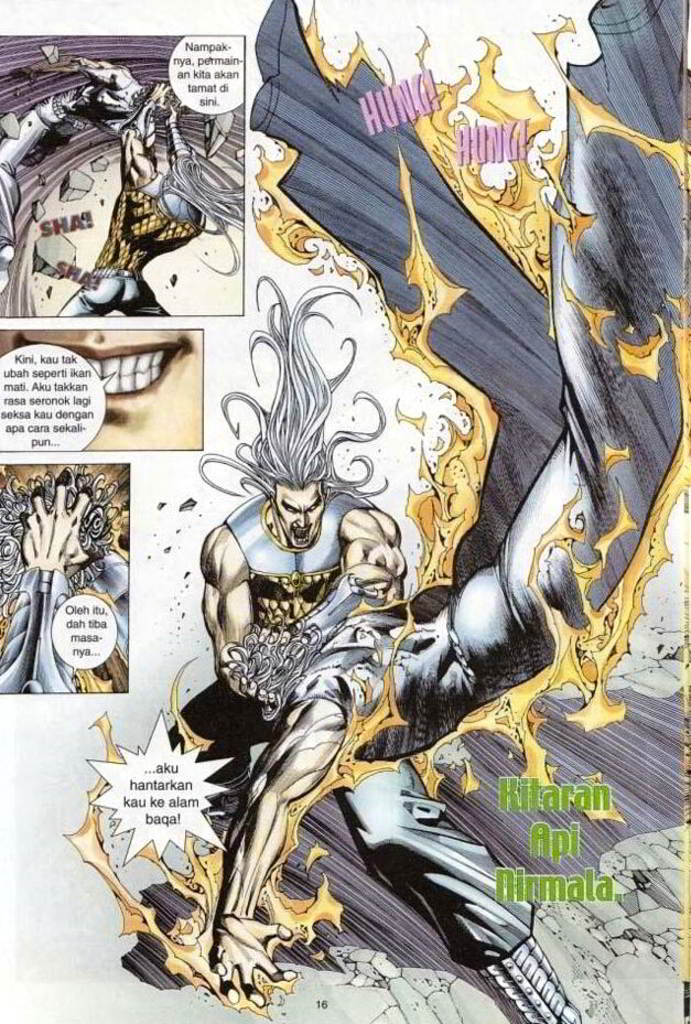 Nampak-
nya, permain-
an kita akan
tamat di
sini.
SHA!
SHA!
HUNG!
HUNG!
Kini, kau tak
ubah seperti ikan
mati. Aku takkan
rasa seronok lagi
seksa kau dengan
apa cara sekali-
pun...
Oleh itu,
dah tiba
masa-
nya...
...aku
hantarkan
kau ke alam
baqa!
Kitaran
Api
Nirmala.
16